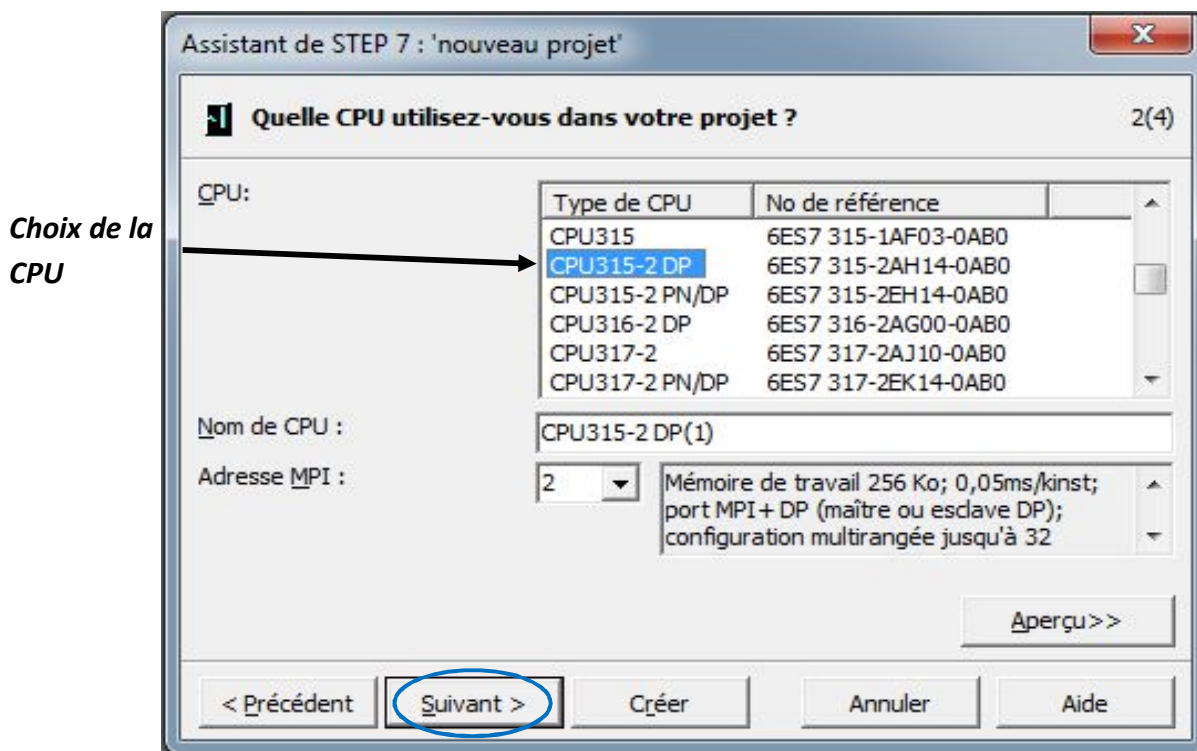 Assistant de STEP 7 : 'nouveau projet'
Quelle CPU utilisez-vous dans votre projet ?
2(4)
Choix de la
CPU
CPU:
Type de CPU No de référence
CPU315 6ES7 315-1AF03-0AB0
CPU315-2 DP 6ES7 315-2AH14-0AB0
CPU315-2 PN/DP 6ES7 315-2EH14-0AB0
CPU316-2 DP 6ES7 316-2AG00-0AB0
CPU317-2 6ES7 317-2AJ10-0AB0
CPU317-2 PN/DP 6ES7 317-2EK14-0AB0
Nom de CPU :
CPU315-2 DP(1)
Adresse MPI :
2
Mémoire de travail 256 Ko; 0,05ms/kinst;
port MPI+ DP (maître ou esclave DP);
configuration multirangée jusqu'à 32
Aperçu>>
< Précédent
Suivant >
Créer
Annuler
Aide